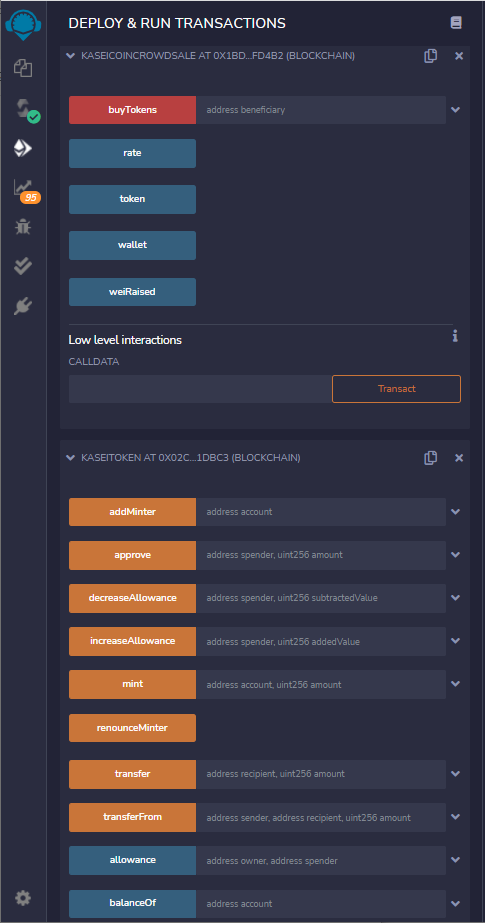 DEPLOY & RUN TRANSACTIONS
KASEICOINCROWDSALE AT 0X1BD...FD4B2 (BLOCKCHAIN)
buyTokens address beneficiary
rate
token
95
wallet
weiRaised
Low level interactions
CALLDATA
Transact
KASEITOKEN AT 0X02C...1DBC3 (BLOCKCHAIN)
addMinter address account
approve address spender, uint256 amount
decreaseAllowance address spender, uint256 subtractedValue
increaseAllowance address spender, uint256 addedValue
mint address account, uint256 amount
renounceMinter
transfer address recipient, uint256 amount
transferFrom address sender, address recipient, uint256 amount
allowance address owner, address spender
balanceOf address account